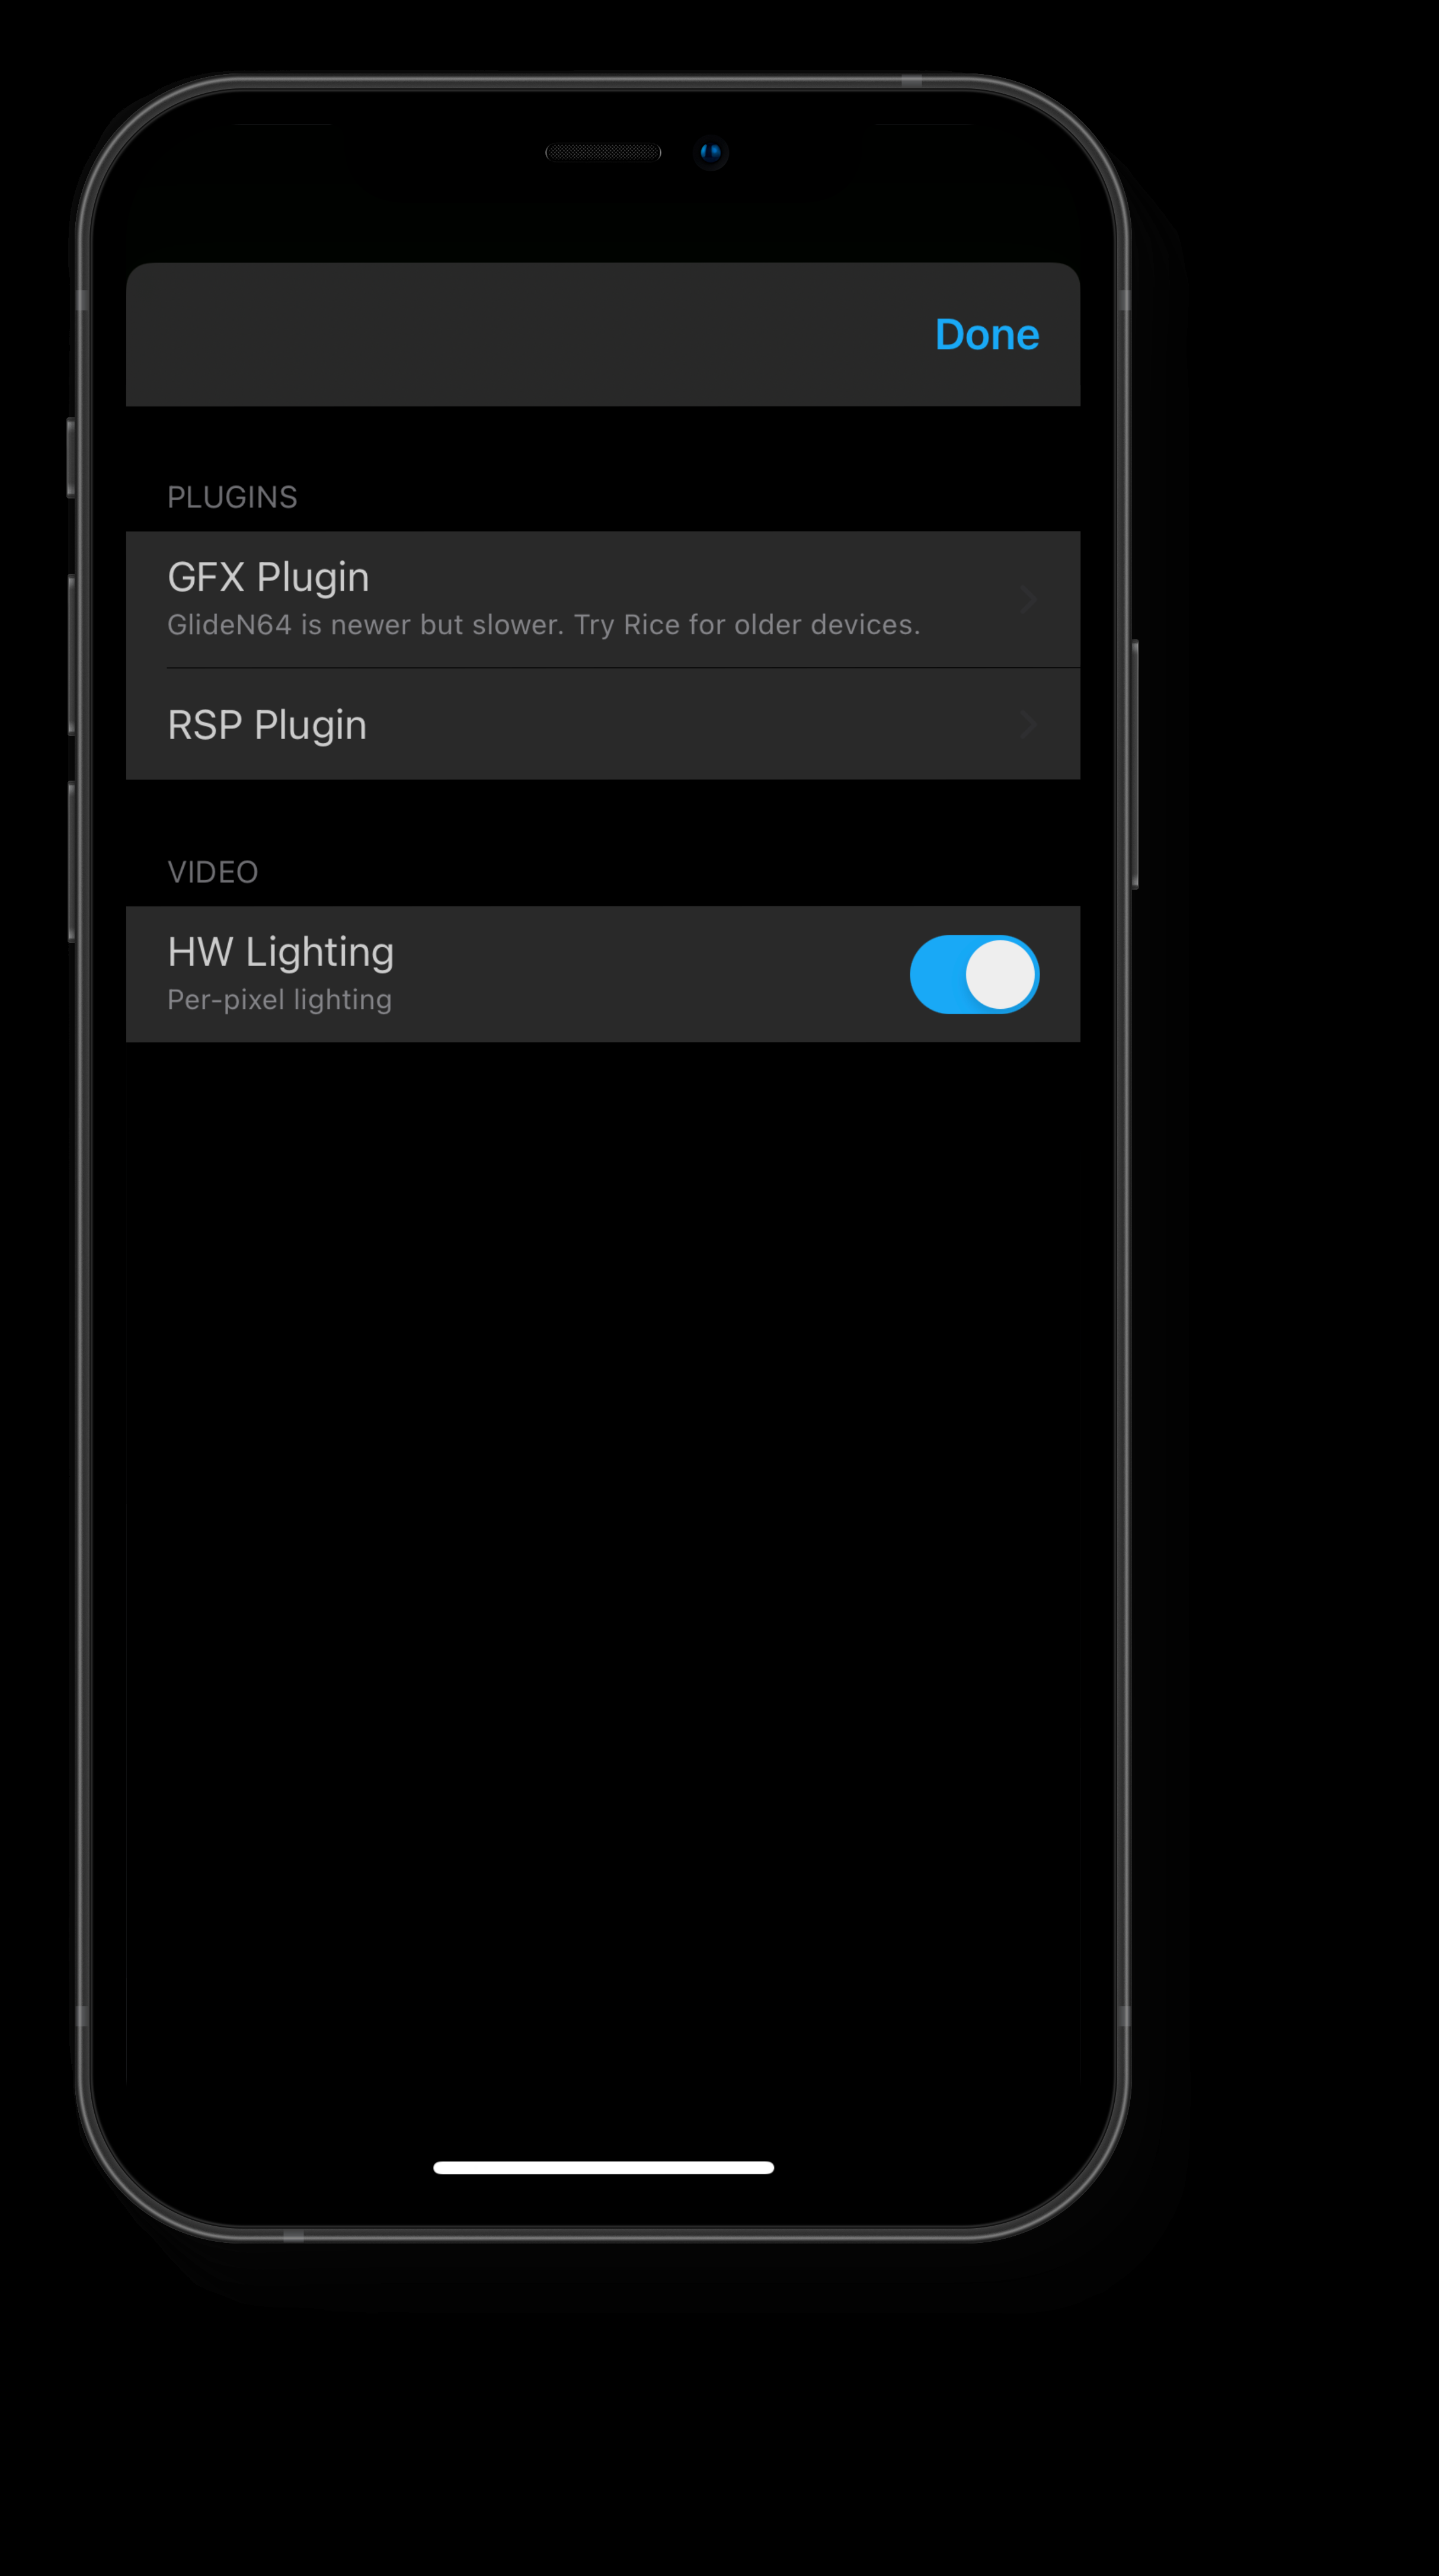 Done
PLUGINS
GFX Plugin
GlideN64 is newer but slower. Try Rice for older devices.
RSP Plugin
VIDEO
HW Lighting
Per-pixel lighting